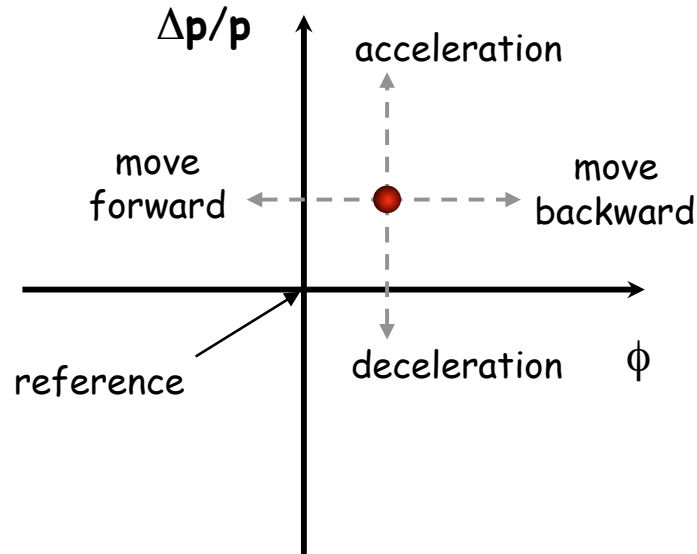 Δp/p
acceleration
move
forward
move
backward
deceleration
ϕ
reference